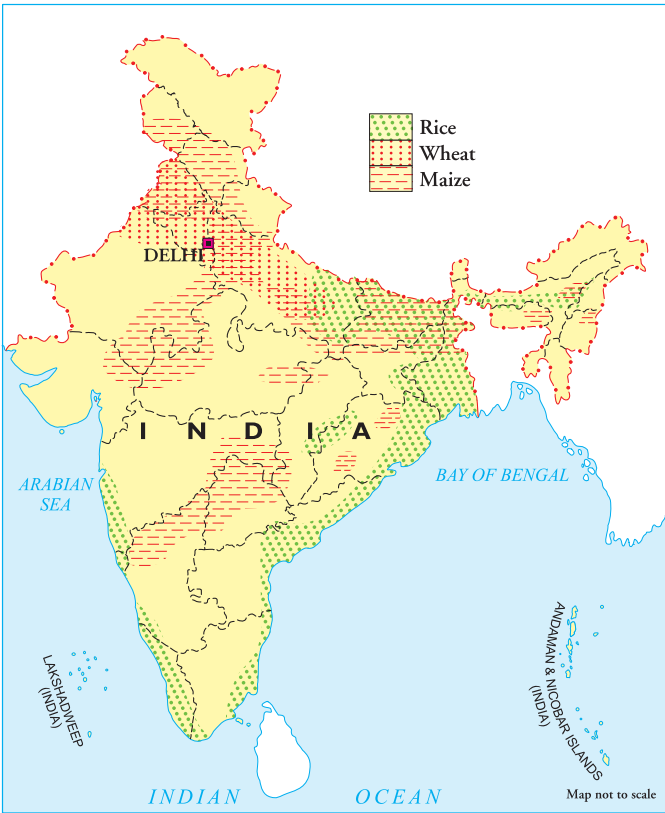 Rice
Wheat
Maize
DELHI
I N D I A
ARABIAN
SEA
BAY OF BENGAL
LAKSHADWEEP
(INDIA)
ANDAMAN & NICOBAR ISLANDS
(INDIA)
INDIAN OCEAN
Map not to scale